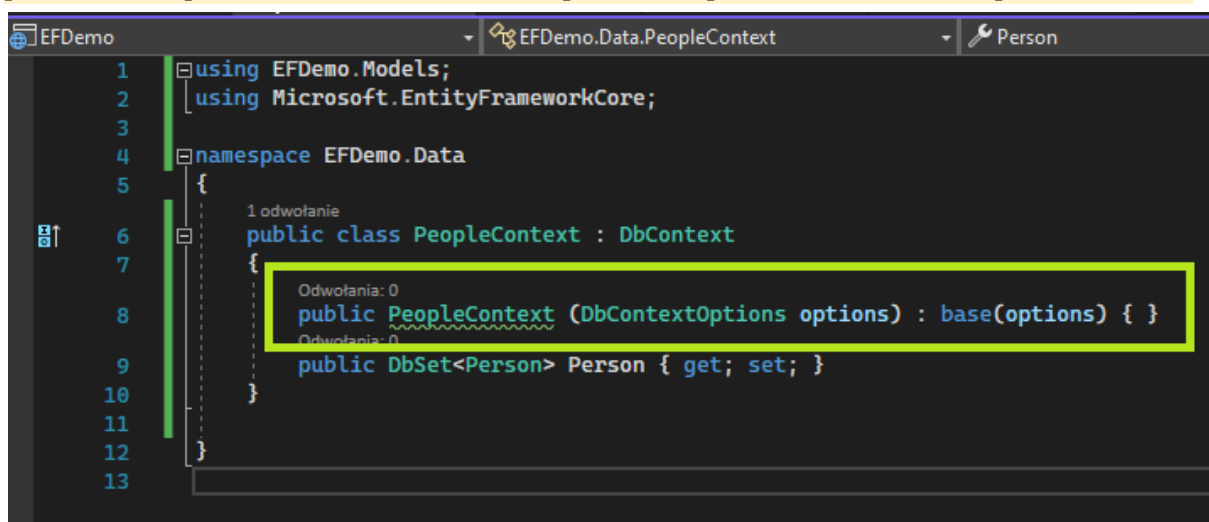 EFDemo EFDemo.Data.PeopleContext Person
1 using EFDemo.Models;
2 using Microsoft.EntityFrameworkCore;
3
4 namespace EFDemo.Data
5 {
1 odwołanie
6 public class PeopleContext : DbContext
7 {
Odwołania: 0
8 public PeopleContext (DbContextOptions options) : base(options) { }
Odwołania: 0
9 public DbSet<Person> Person { get; set; }
10 }
11
12 }
13